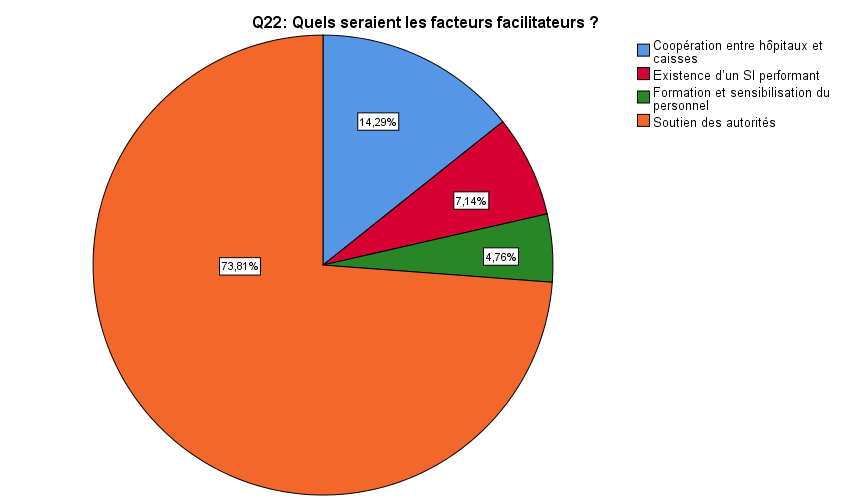 Q22: Quels seraient les facteurs facilitateurs ?
Coopération entre hôpitaux et
caisses
Existence d'un SI performant
Formation et sensibilisation du
personnel
Soutien des autorités
14,29%
7,14%
4,76%
73,81%